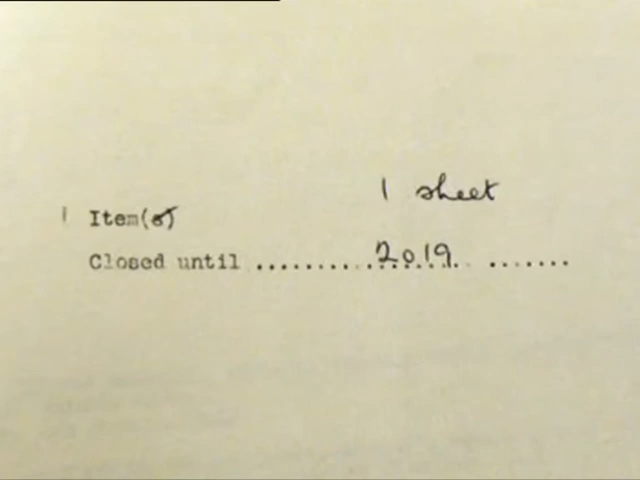 1 sheet
1 Item(s)
Closed until .................. 2019 .......